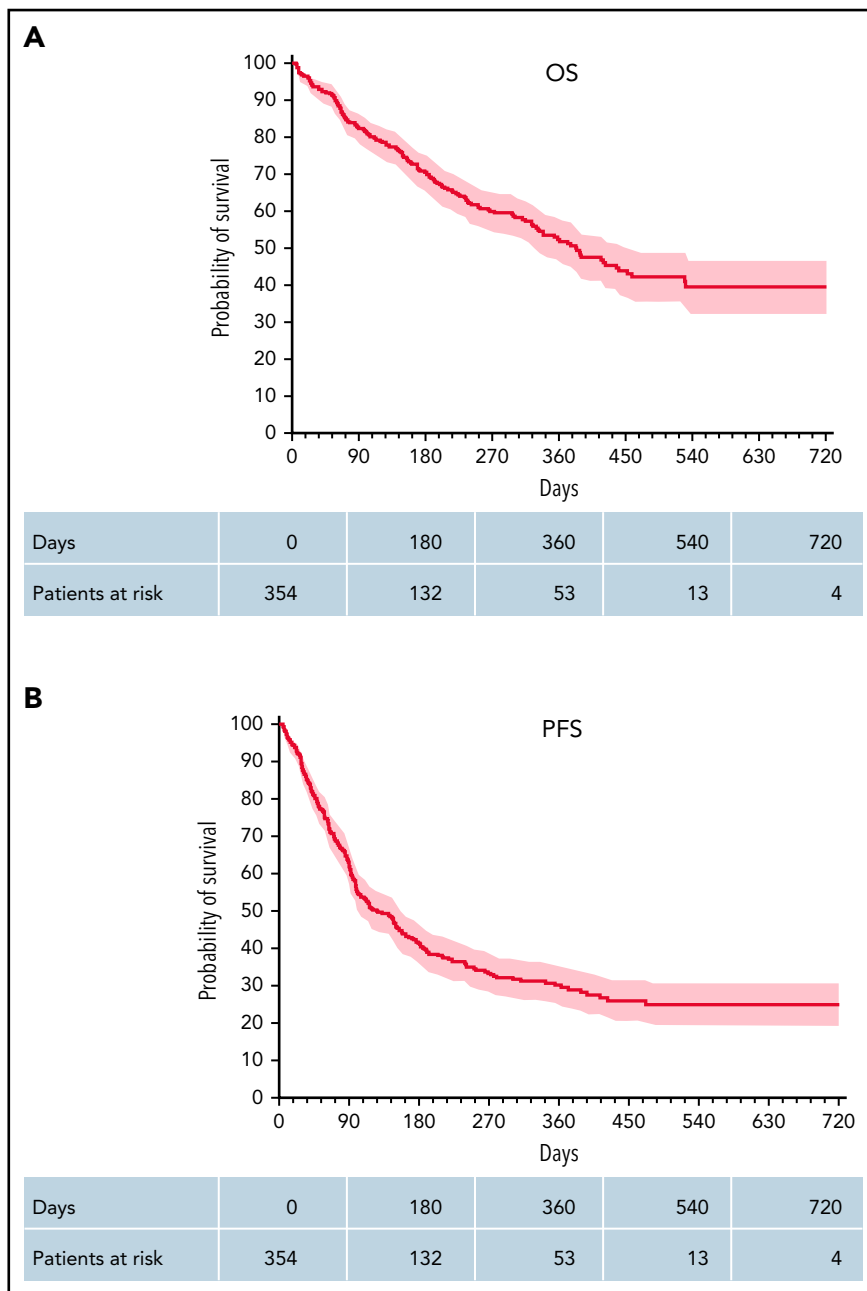 A
OS
Probability of survival
100
90
80
70
60
50
40
30
20
10
0
0 90 180 270 360 450 540 630 720
Days
Days 0 180 360 540 720
Patients at risk 354 132 53 13 4
B
PFS
Probability of survival
100
90
80
70
60
50
40
30
20
10
0
0 90 180 270 360 450 540 630 720
Days
Days 0 180 360 540 720
Patients at risk 354 132 53 13 4